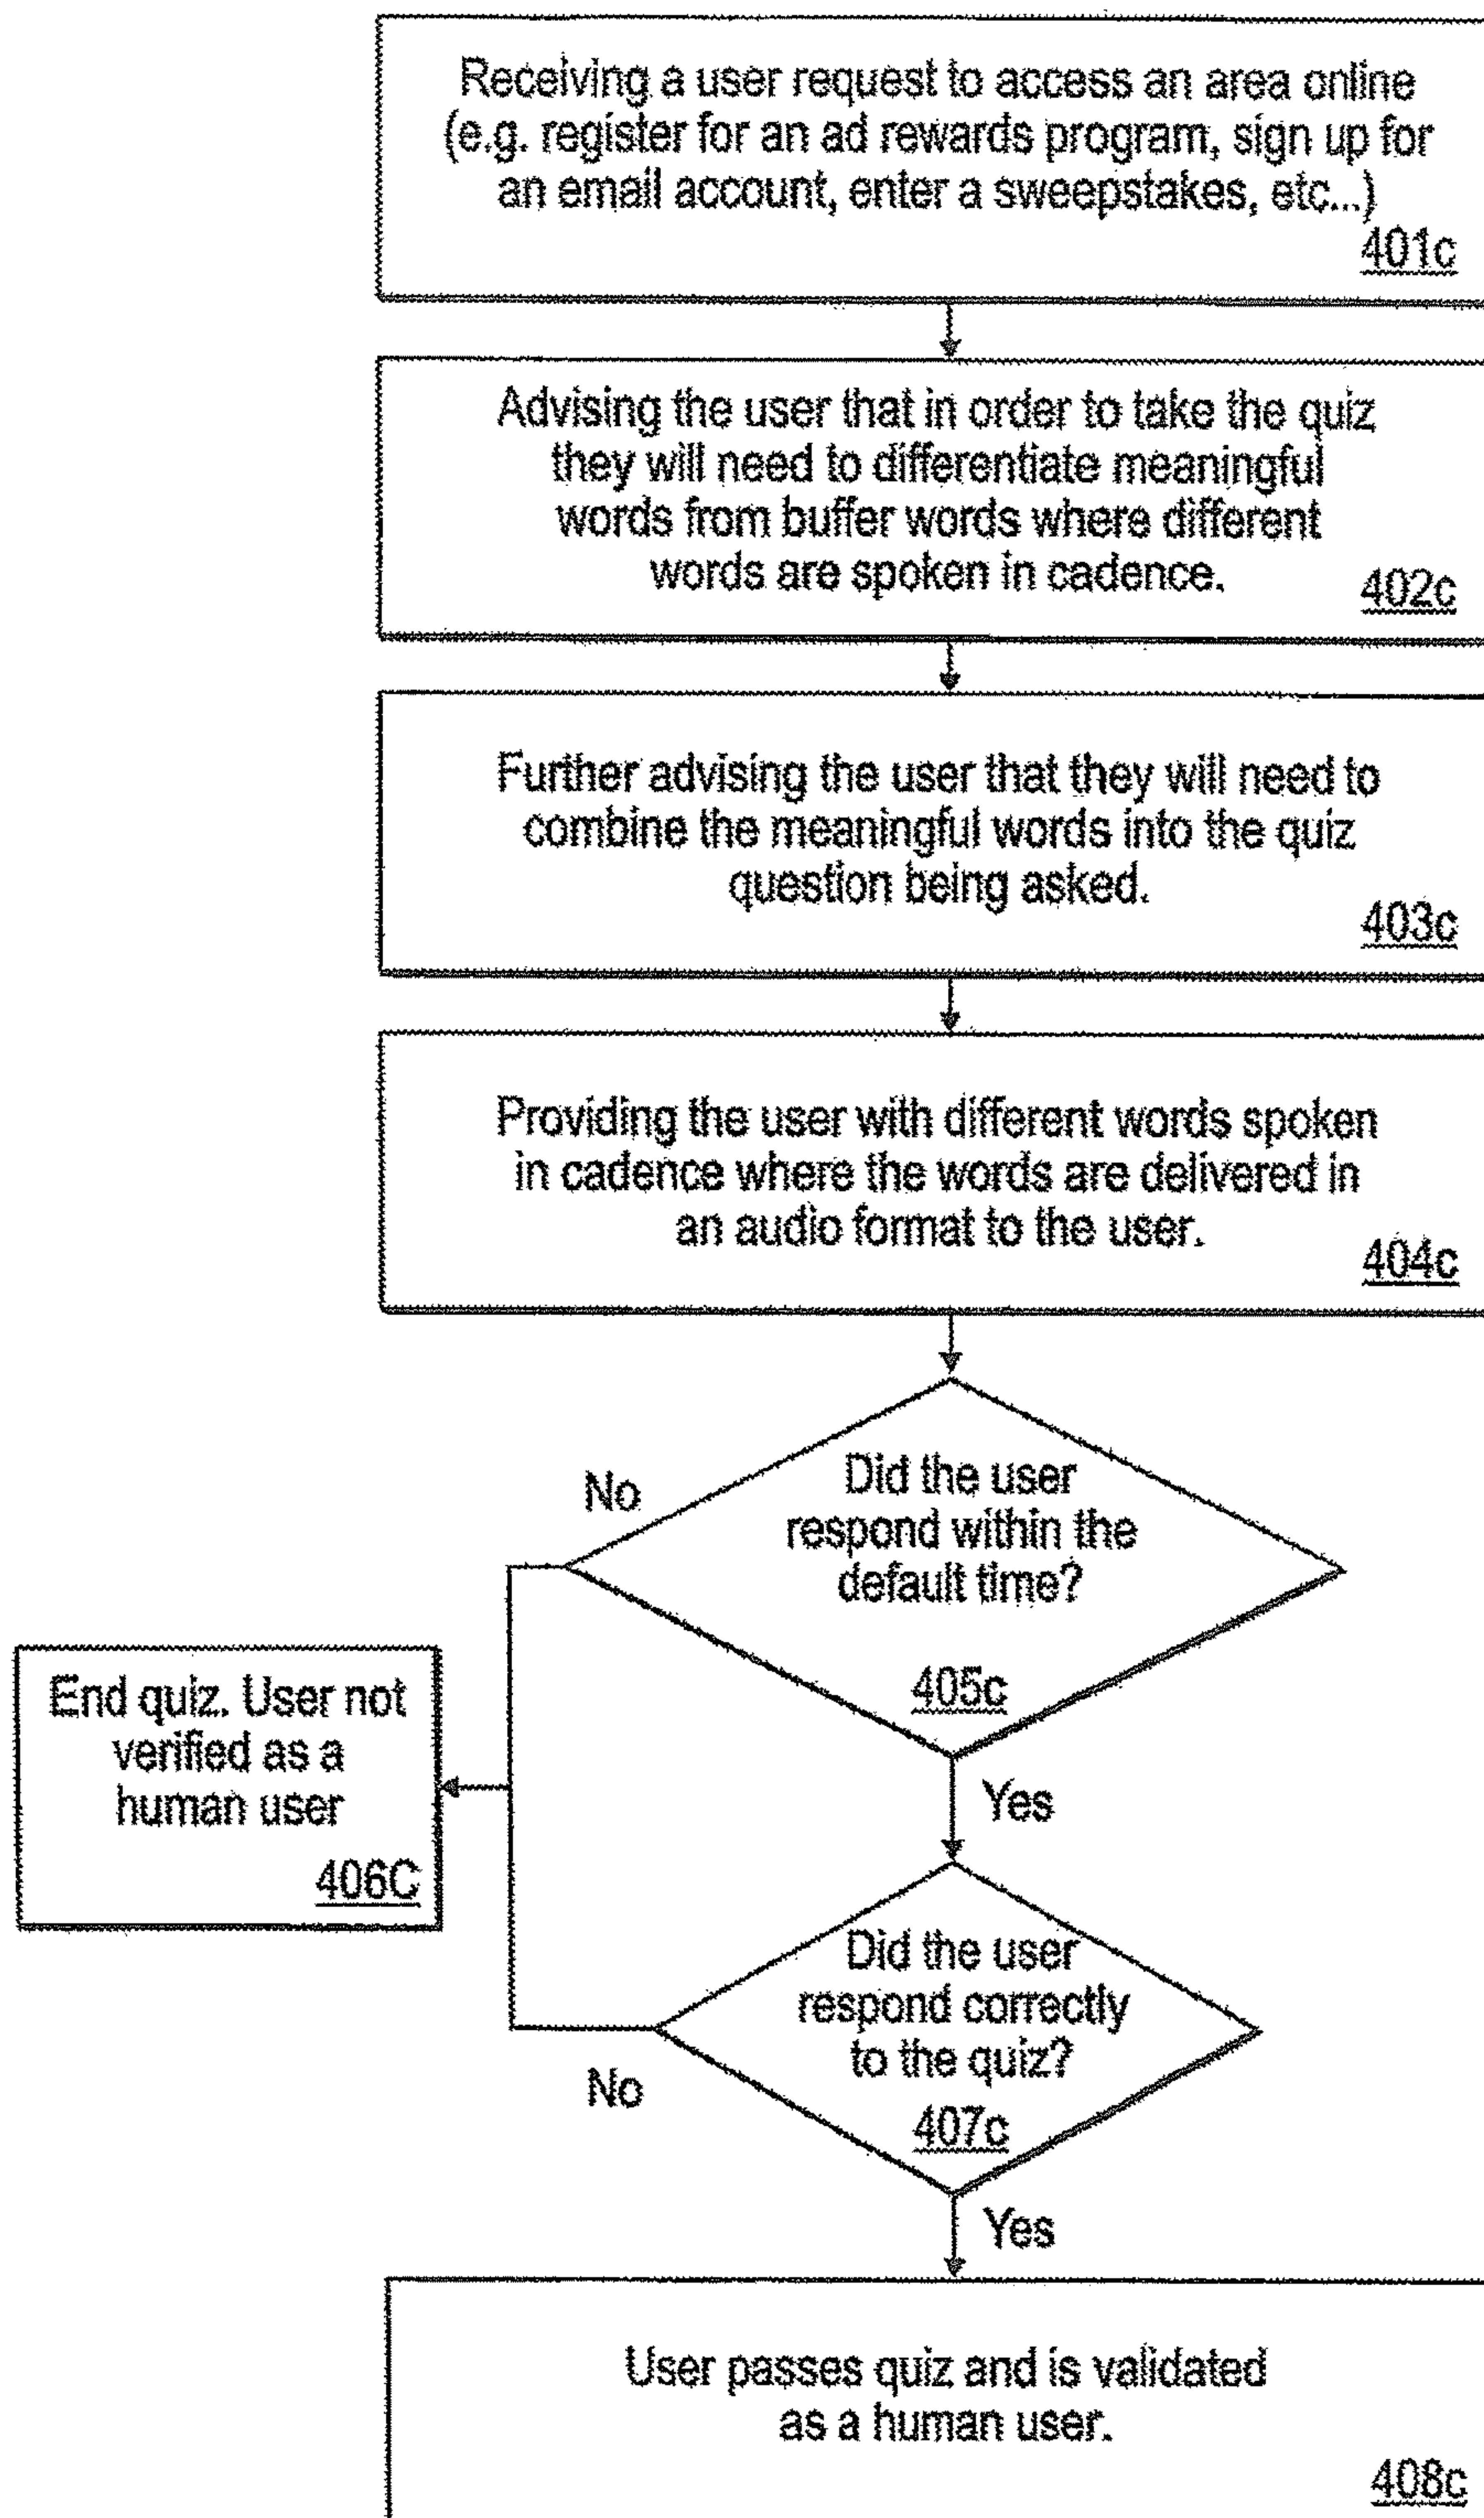 Receiving a user request to access an area online
(e.g. register for an ad rewards program, sign up for
an email account, enter a sweepstakes, etc...)
401c
Advising the user that in order to take the quiz
they will need to differentiate meaningful
words from buffer words where different
words are spoken in cadence.
402c
Further advising the user that they will need to
combine the meaningful words into the quiz
question being asked.
403c
Providing the user with different words spoken
in cadence where the words are delivered in
an audio format to the user.
404c
No
Did the user
respond within the
default time?
405c
End quiz. User not
verified as a
human user
406C
Yes
Did the user
respond correctly
to the quiz?
407c
No
Yes
User passes quiz and is validated
as a human user.
408c